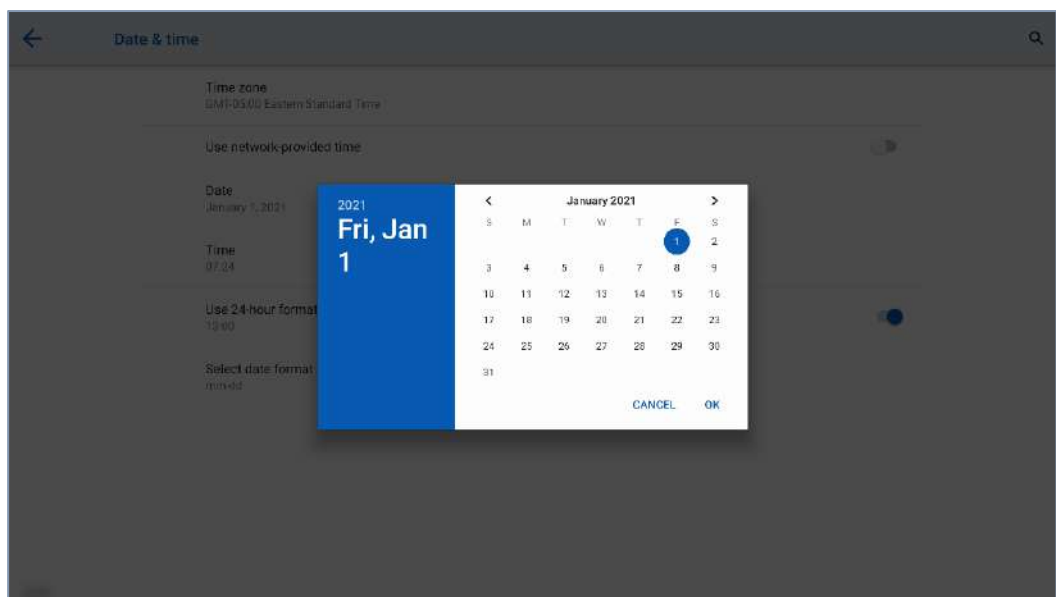 Date & time
Time zone
GMT-05:00 Eastern Standard Time
Use network-provided time
Date
January 1, 2021
Time
07:24
Use 24-hour format
13:00
Select date format
mm-dd
2021
Fri, Jan
1
January 2021
S M T W T F S
1 2
3 4 5 6 7 8 9
10 11 12 13 14 15 16
17 18 19 20 21 22 23
24 25 26 27 28 29 30
31
CANCEL OK